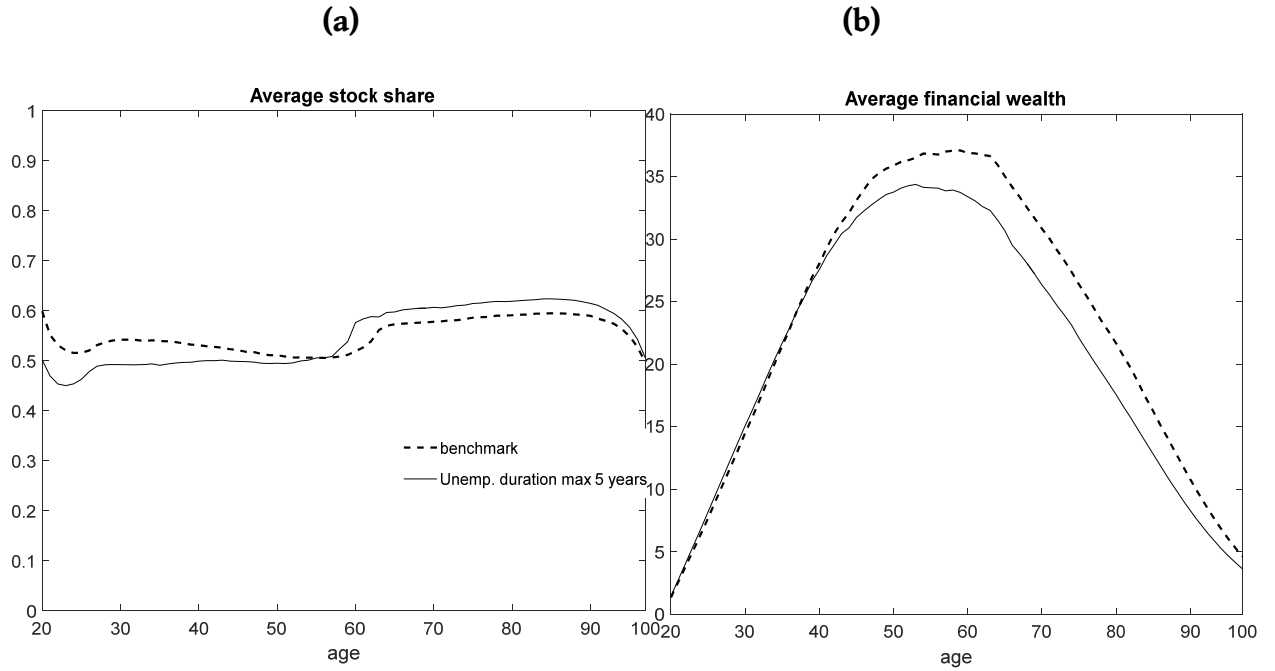 (a)
(b)
Average stock share
1
0.9
0.8
0.7
0.6
0.5
0.4
0.3
0.2
0.1
0
20 30 40 50 60 70 80 90 100
age
benchmark
Unemp. duration max 5 years
Average financial wealth
40
35
30
25
20
15
10
5
0
20 30 40 50 60 70 80 90 100
age